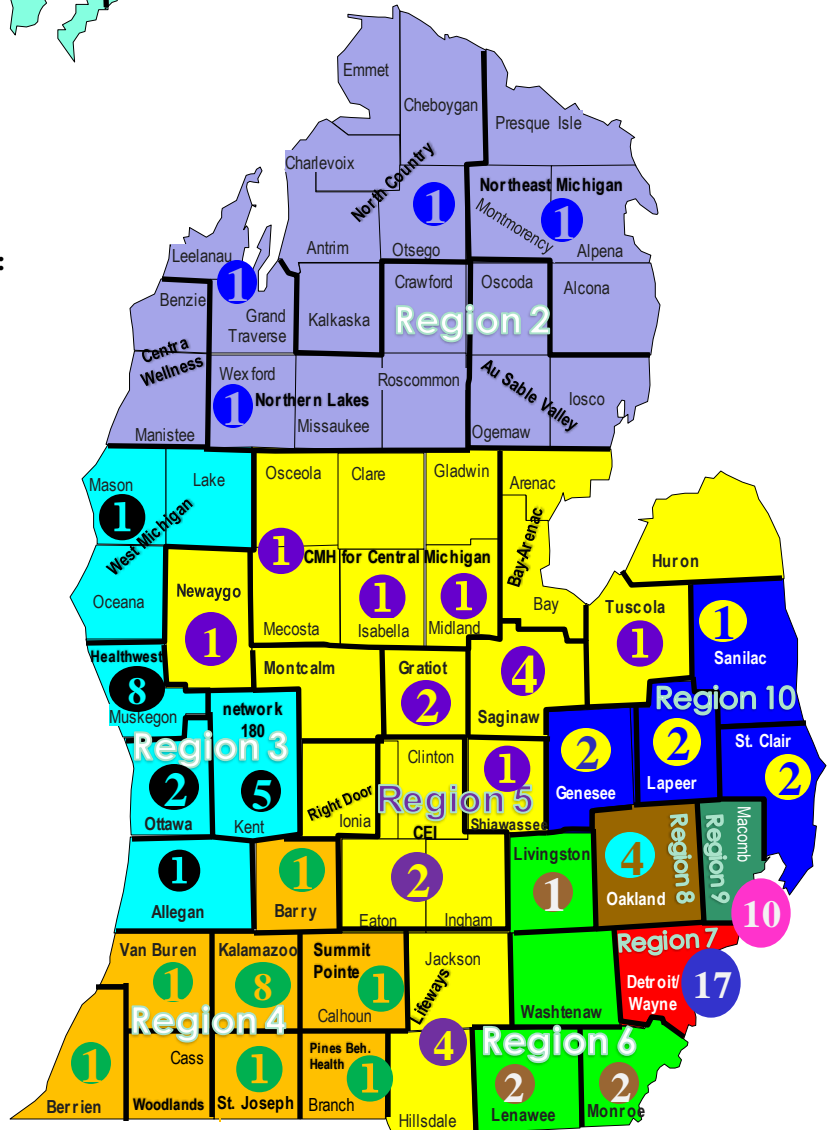 Emmet
Cheboygan
Presque Isle
Charlevoix
North Country
Northeast Michigan
1
Montmorency
1
Antrim
Otsego
Alpena
:
Leelanau
1
Benzie
Grand
Traverse
Kalkaska
Crawford
Oscoda
Alcona
Region 2
Centra
Wellness
Wexford
1
Northern Lakes
Missaukee
Roscommon
Au Sable Valley
Iosco
Manistee
Ogemaw
Mason
1
Lake
West Michigan
Osceola
Clare
Gladwin
Arenac
1
CMH for Central Michigan
Bay-Arenac
Huron
Oceana
Newaygo
1
1
1
Mecosta
Isabella
Midland
Bay
Tuscola
1
1
Sanilac
Healthwest
8
Muskegon
Montcalm
Gratiot
2
4
Saginaw
Region 10
network
180
Region 3
2
Ottawa
5
Kent
Right Door
Ionia
Clinton
Region 5
CEI
1
Shiawassee
2
Genesee
2
Lapeer
St. Clair
2
1
Allegan
1
Barry
2
Eaton
Ingham
Livingston
1
4
Oakland
Region 8
Region 9
Macomb
10
Van Buren
1
Kalamazoo
8
Summit
Pointe
1
Calhoun
Jackson
Lifeways
4
Washtenaw
Region 7
Detroit/
Wayne
17
Region 4
1
Berrien
Cass
Woodlands
1
St. Joseph
Pines Beh.
Health
1
Branch
Hillsdale
Region 6
2
Lenawee
2
Monroe